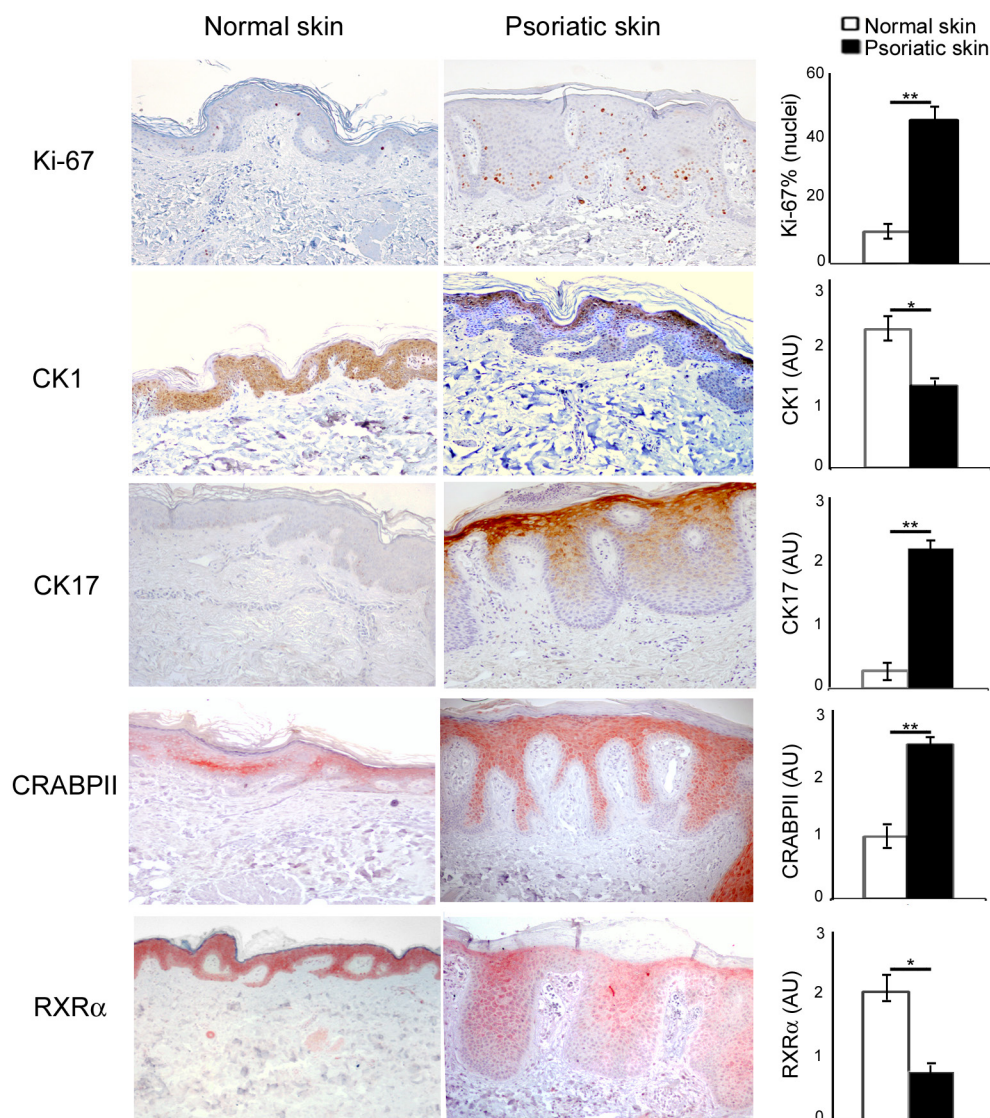 Normal skin
Psoriatic skin
Normal skin
Psoriatic skin
Ki-67
Ki-67% (nuclei)
60
40
20
0
**
CK1
CK1 (AU)
3
2
1
0
*
CK17
CK17 (AU)
3
2
1
0
**
CRABPII
CRABPII (AU)
3
2
1
0
**
RXRα
RXRα (AU)
3
2
1
0
*